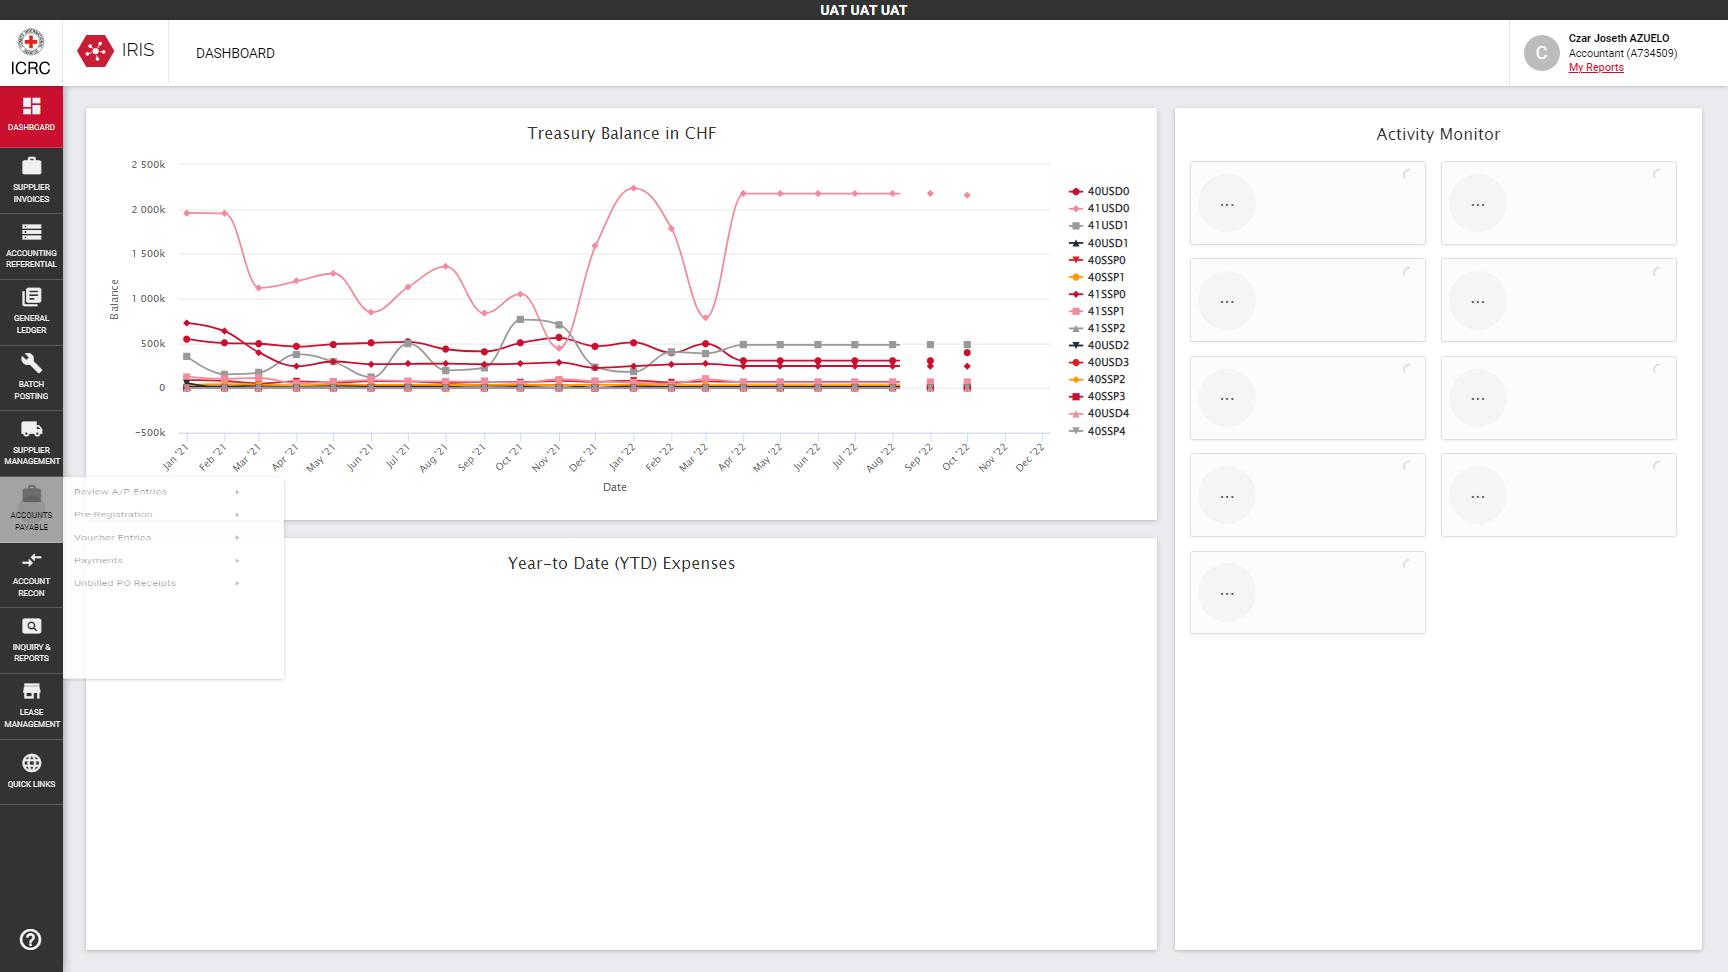 UAT UAT UAT
ICRC
IRIS
DASHBOARD
C
Czar Joseth AZUELO
Accountant (A734509)
My Reports
DASHBOARD
SUPPLIER
INVOICES
ACCOUNTING
REFERENTIAL
GENERAL
LEDGER
BATCH
POSTING
SUPPLIER
MANAGEMENT
ACCOUNTS
PAYABLE
ACCOUNT
RECON
INQUIRY &
REPORTS
LEASE
MANAGEMENT
QUICK LINKS
Review A/P Entries
Pre-Registration
Voucher Entries
Payments
Unbilled PO Receipts
Treasury Balance in CHF
Balance
2 500k
2 000k
1 500k
1 000k
500k
0
-500k
Jan '21
Feb '21
Mar '21
Apr '21
May '21
Jun '21
Jul '21
Aug '21
Sep '21
Oct '21
Nov '21
Dec '21
Jan '22
Feb '22
Mar '22
Apr '22
May '22
Jun '22
Jul '22
Aug '22
Sep '22
Oct '22
Nov '22
Dec '22
Date
40USD0
41USD0
41USD1
40USD1
40SSP0
40SSP1
41SSP0
41SSP1
41SSP2
40USD2
40USD3
40SSP2
40SSP3
40USD4
40SSP4
Year-to Date (YTD) Expenses
Activity Monitor
... ...
... ...
... ...
... ...
...